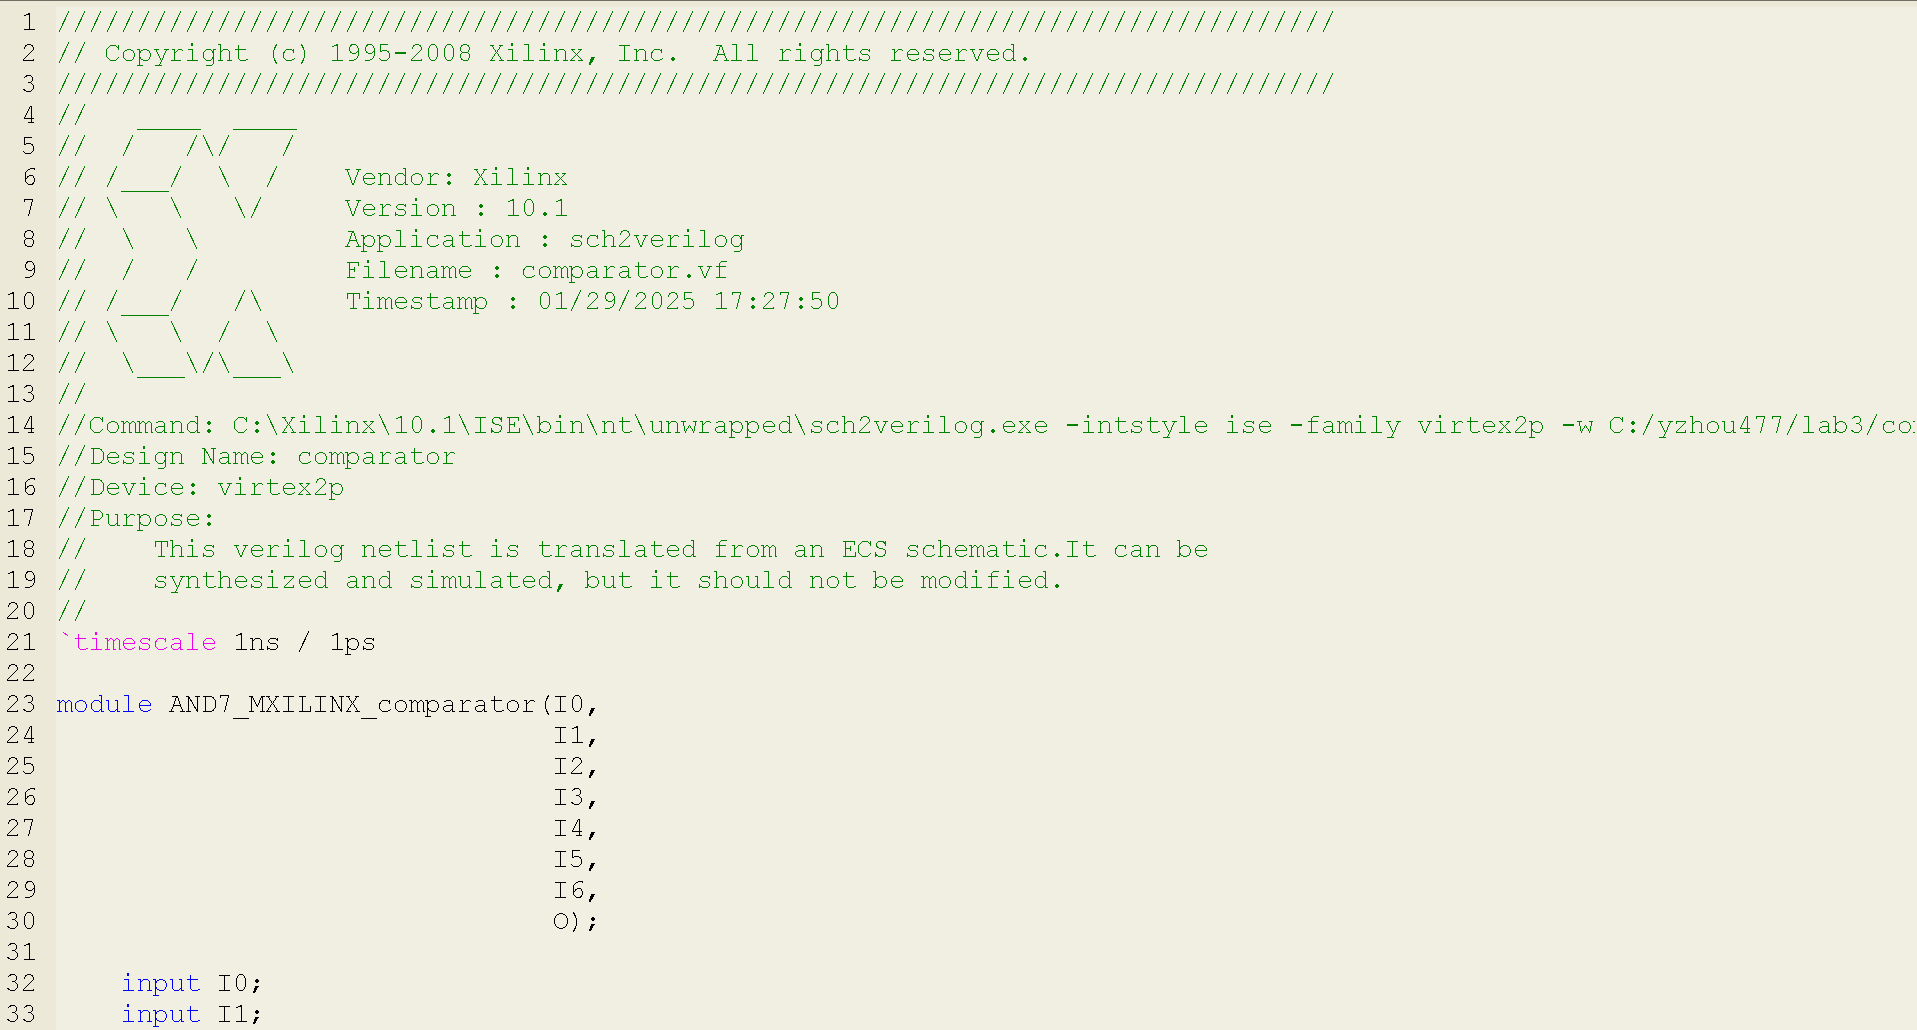 1 ////////////////////////////////////////////////////////////////////////////////
2 // Copyright (c) 1995-2008 Xilinx, Inc.  All rights reserved.
3 ////////////////////////////////////////////////////////////////////////////////
4 //   ____  ____
5 //  /   /\/   /
6 // /___/  \  /    Vendor: Xilinx
7 // \   \   \/     Version : 10.1
8 //  \   \         Application : sch2verilog
9 //  /   /         Filename : comparator.vf
10 // /___/   /\     Timestamp : 01/29/2025 17:27:50
11 // \   \  /  \
12 //  \___\/\___\
13 //
14 //Command: C:\Xilinx\10.1\ISE\bin\nt\unwrapped\sch2verilog.exe -intstyle ise -family virtex2p -w C:/yzhou477/lab3/co
15 //Design Name: comparator
16 //Device: virtex2p
17 //Purpose:
18 //    This verilog netlist is translated from an ECS schematic.It can be
19 //    synthesized and simulated, but it should not be modified.
20 //
21 `timescale 1ns / 1ps
22
23 module AND7_MXILINX_comparator(I0,
24                                I1,
25                                I2,
26                                I3,
27                                I4,
28                                I5,
29                                I6,
30                                O);
31
32     input I0;
33     input I1;